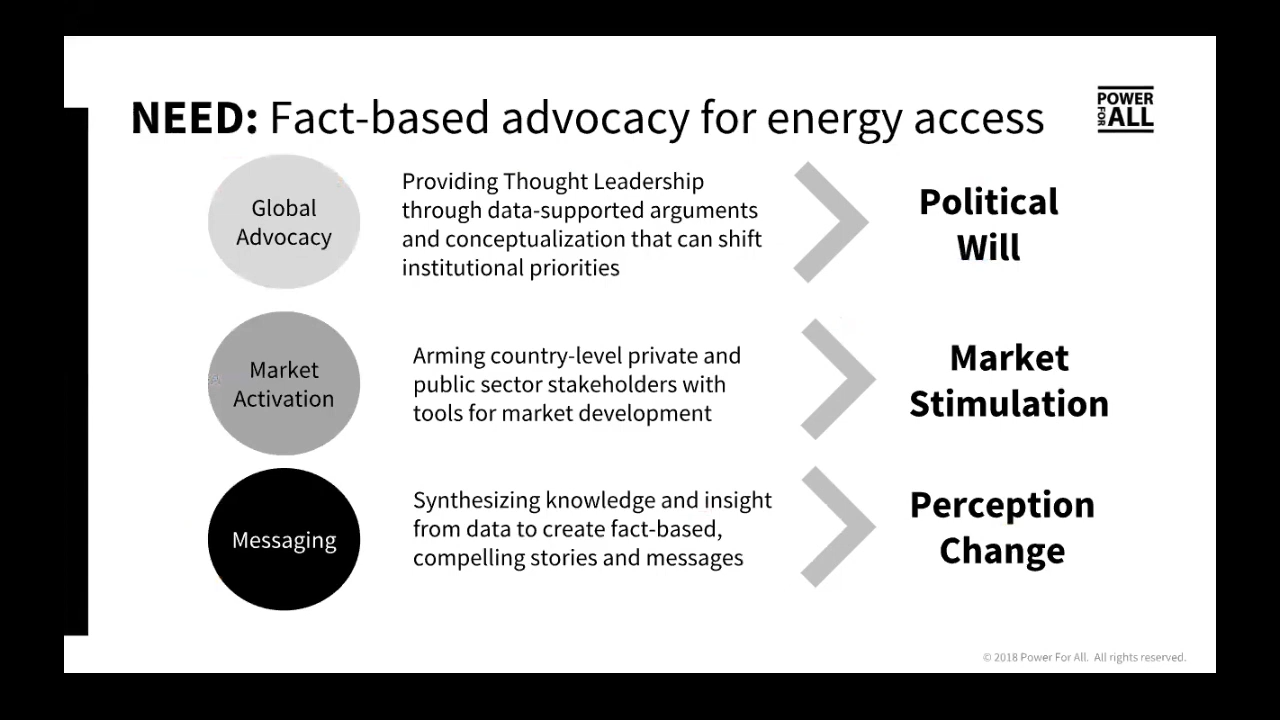 NEED: Fact-based advocacy for energy access
POWER
FOR
ALL
Global
Advocacy
Providing Thought Leadership
through data-supported arguments
and conceptualization that can shift
institutional priorities
Political
Will
Market
Activation
Arming country-level private and
public sector stakeholders with
tools for market development
Market
Stimulation
Messaging
Synthesizing knowledge and insight
from data to create fact-based,
compelling stories and messages
Perception
Change
© 2018 Power For All. All rights reserved.